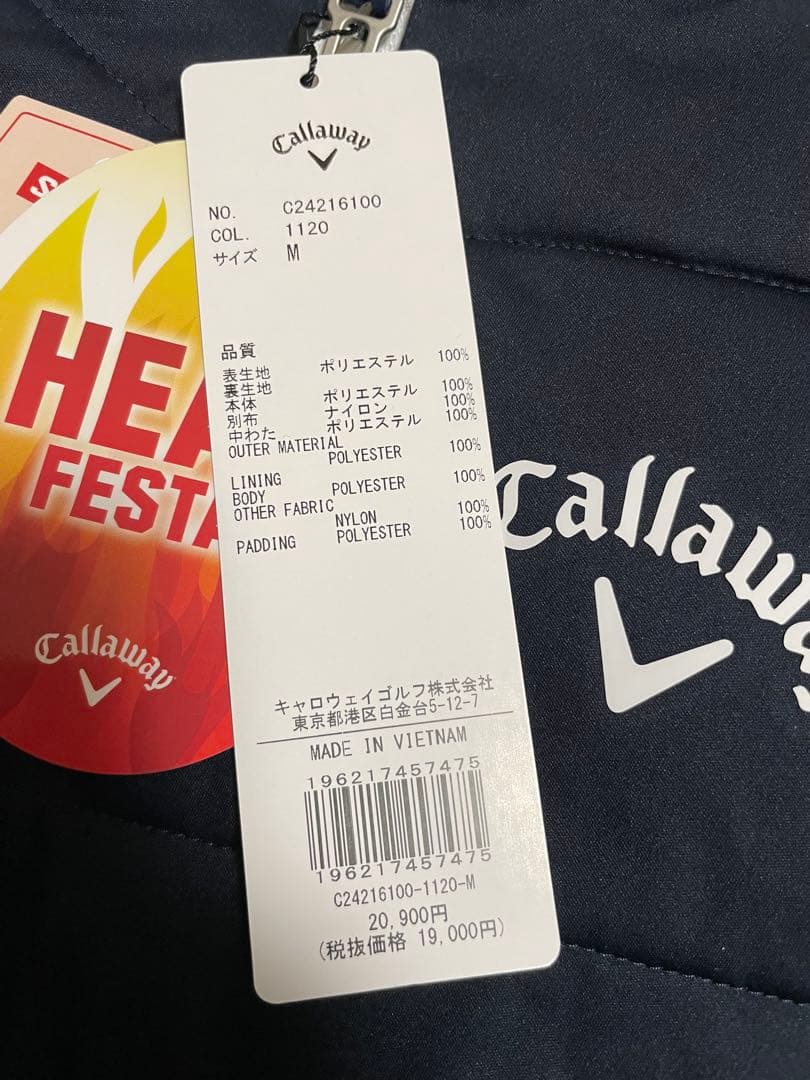 Callaway
NO. C24216100
COL. 1120
サイズ M
品質
表生地 ポリエステル 100%
裏生地
本体 ポリエステル 100%
別布 ナイロン 100%
中わた ポリエステル 100%
OUTER MATERIAL
POLYESTER 100%
LINING
BODY POLYESTER 100%
OTHER FABRIC
NYLON 100%
PADDING POLYESTER 100%
キャロウェイゴルフ株式会社
東京都港区白金台5-12-7
MADE IN VIETNAM
196217457475
196217457475
C24216100-1120-M
20,900円
(税抜価格 19,000円)
HEA
FESTA
Callaway
Callaway